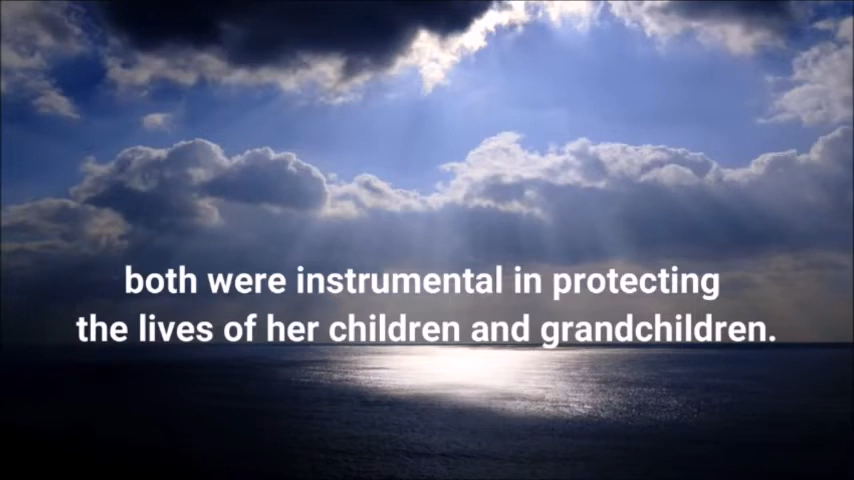 both were instrumental in protecting
the lives of her children and grandchildren.